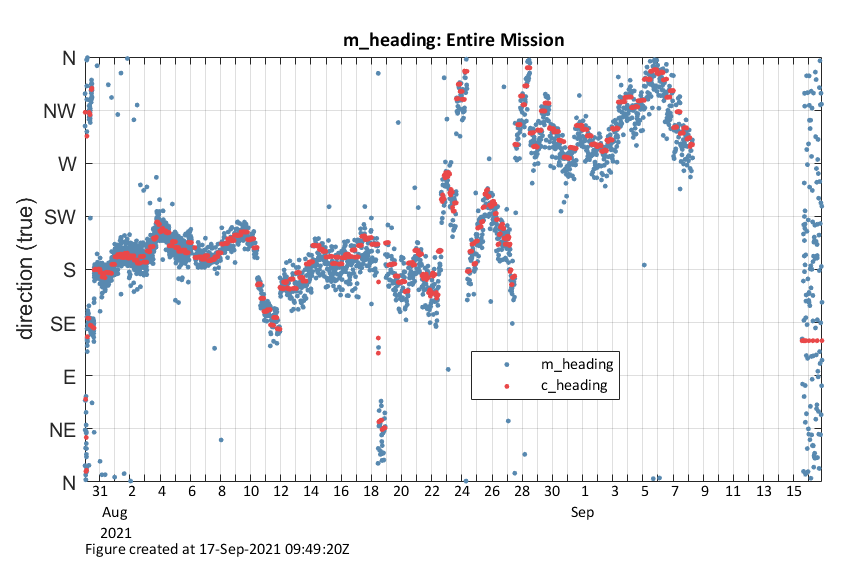 m_heading: Entire Mission
direction (true)
N
NW
W
SW
S
SE
E
NE
N
m_heading
c_heading
31 2 4 6 8 10 12 14 16 18 20 22 24 26 28 30 1 3 5 7 9 11 13 15
Aug Sep
2021
Figure created at 17-Sep-2021 09:49:20Z